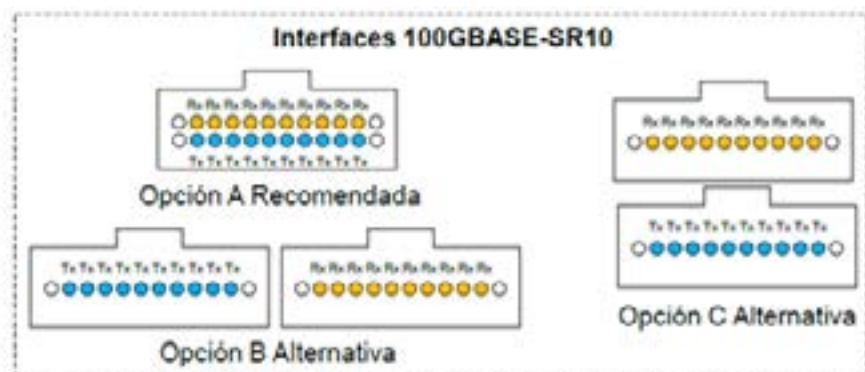 Interfaces 100GBASE-SR10
Rx Rx Rx Rx Rx Rx Rx Rx Rx Rx
Tx Tx Tx Tx Tx Tx Tx Tx Tx Tx
Opción A Recomendada
Tx Tx Tx Tx Tx Tx Tx Tx Tx Tx
Rx Rx Rx Rx Rx Rx Rx Rx Rx Rx
Opción B Alternativa
Rx Rx Rx Rx Rx Rx Rx Rx Rx Rx
Tx Tx Tx Tx Tx Tx Tx Tx Tx Tx
Opción C Alternativa